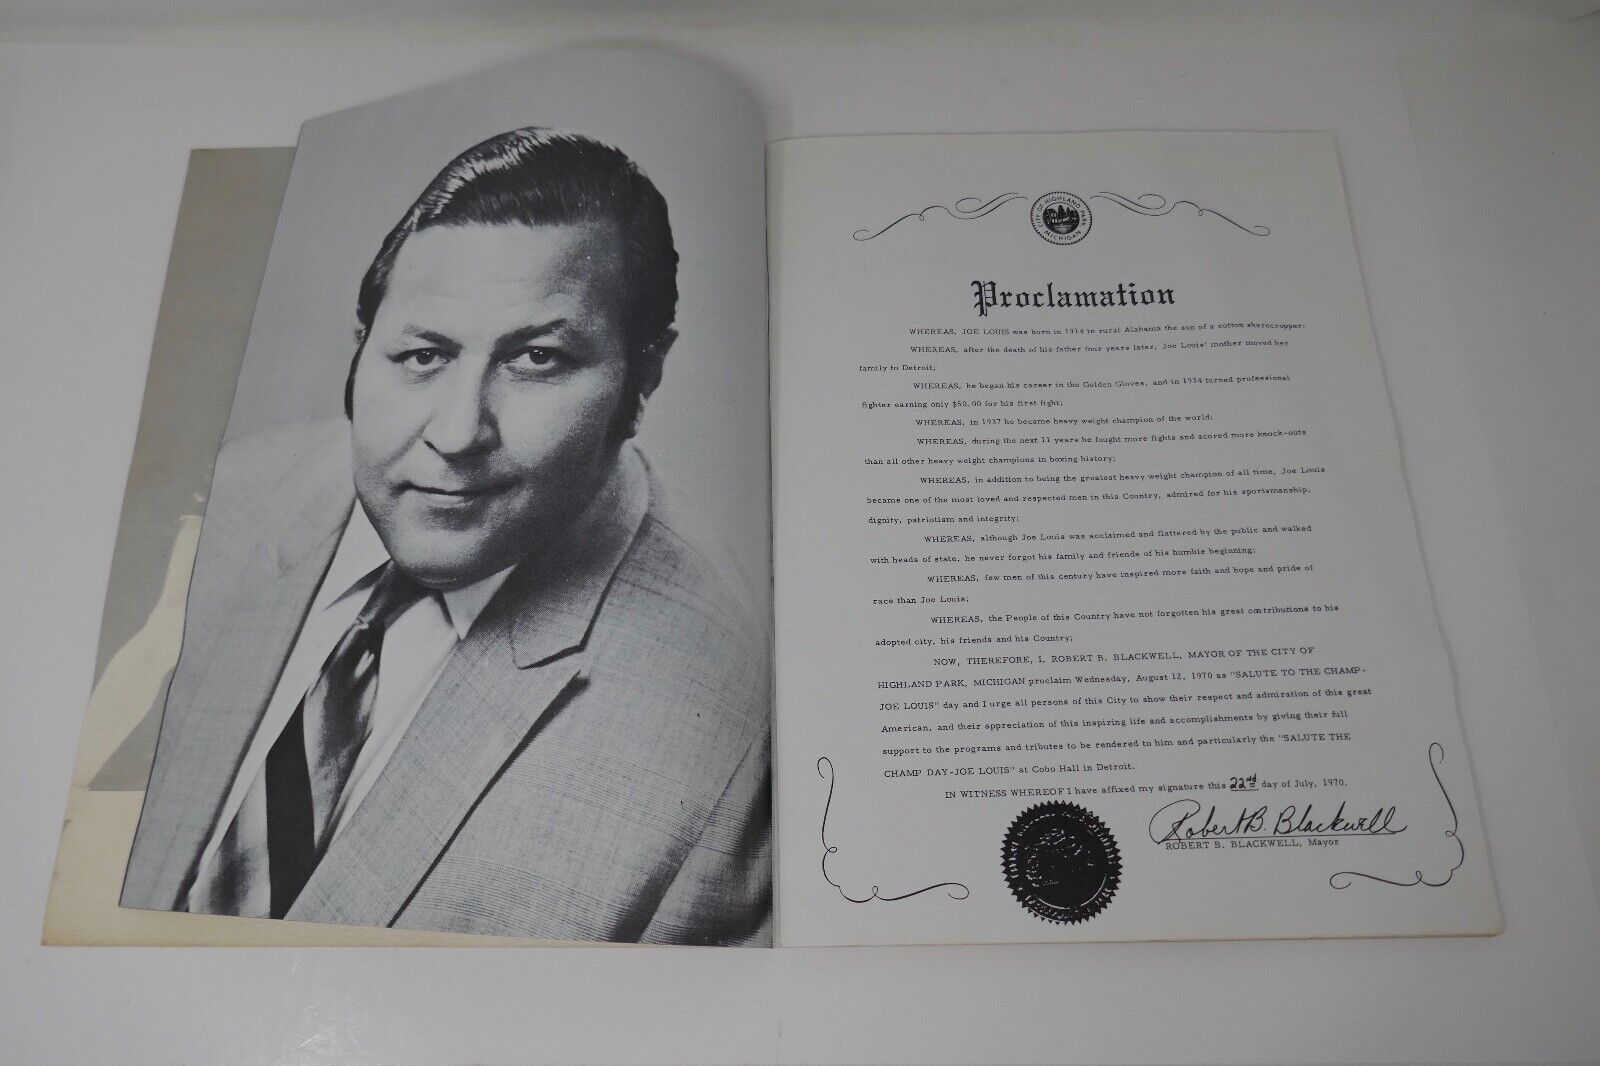 CITY OF HIGHLAND PARK
MICHIGAN
Proclamation
WHEREAS, JOE LOUIS was born in 1914 in rural Alabama the son of a cotton sharecropper;
WHEREAS, after the death of his father four years later, Joe Louis' mother moved her
family to Detroit;
WHEREAS, he began his career in the Golden Gloves, and in 1934 turned professional
fighter earning only $50.00 for his first fight;
WHEREAS, in 1937 he became heavy weight champion of the world;
WHEREAS, during the next 11 years he fought more fights and scored more knock-outs
than all other heavy weight champions in boxing history;
WHEREAS, in addition to being the greatest heavy weight champion of all time, Joe Louis
became one of the most loved and respected men in this Country, admired for his sportsmanship,
dignity, patriotism and integrity;
WHEREAS, although Joe Louis was acclaimed and flattered by the public and walked
with heads of state, he never forgot his family and friends of his humble beginning;
WHEREAS, few men of this century have inspired more faith and hope and pride of
race than Joe Louis;
WHEREAS, the People of this Country have not forgotten his great contributions to his
adopted city, his friends and his Country;
NOW, THEREFORE, I, ROBERT B. BLACKWELL, MAYOR OF THE CITY OF
HIGHLAND PARK, MICHIGAN proclaim Wednesday, August 12, 1970 as "SALUTE TO THE CHAMP-
JOE LOUIS" day and I urge all persons of this City to show their respect and admiration of this great
American, and their appreciation of this inspiring life and accomplishments by giving their full
support to the programs and tributes to be rendered to him and particularly the "SALUTE THE
CHAMP DAY-JOE LOUIS" at Cobo Hall in Detroit.
IN WITNESS WHEREOF I have affixed my signature this 22nd day of July, 1970.
Robert B. Blackwell
ROBERT B. BLACKWELL, Mayor